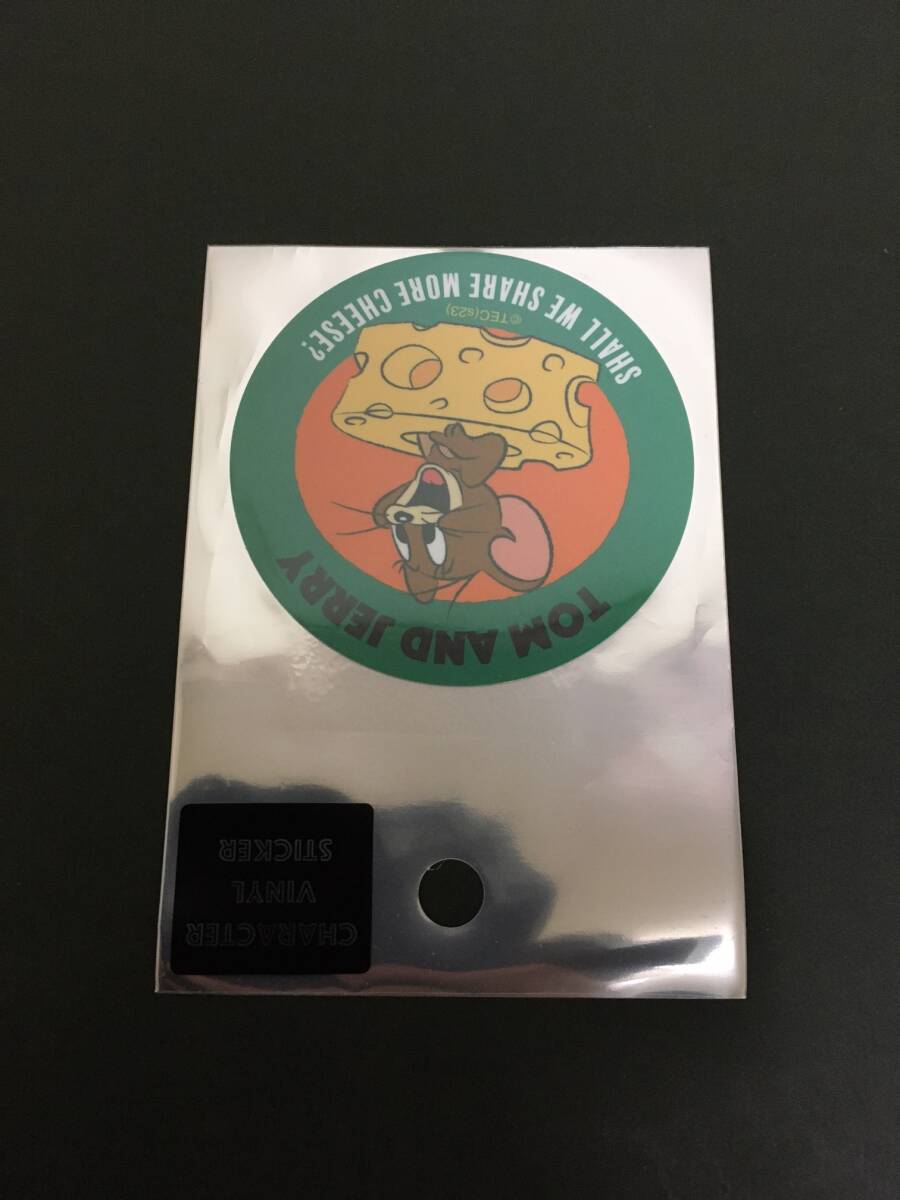 CHARACTER
VINYL
STICKER
TOM AND JERRY
©TEC(s23)
SHALL WE SHARE MORE CHEESE?